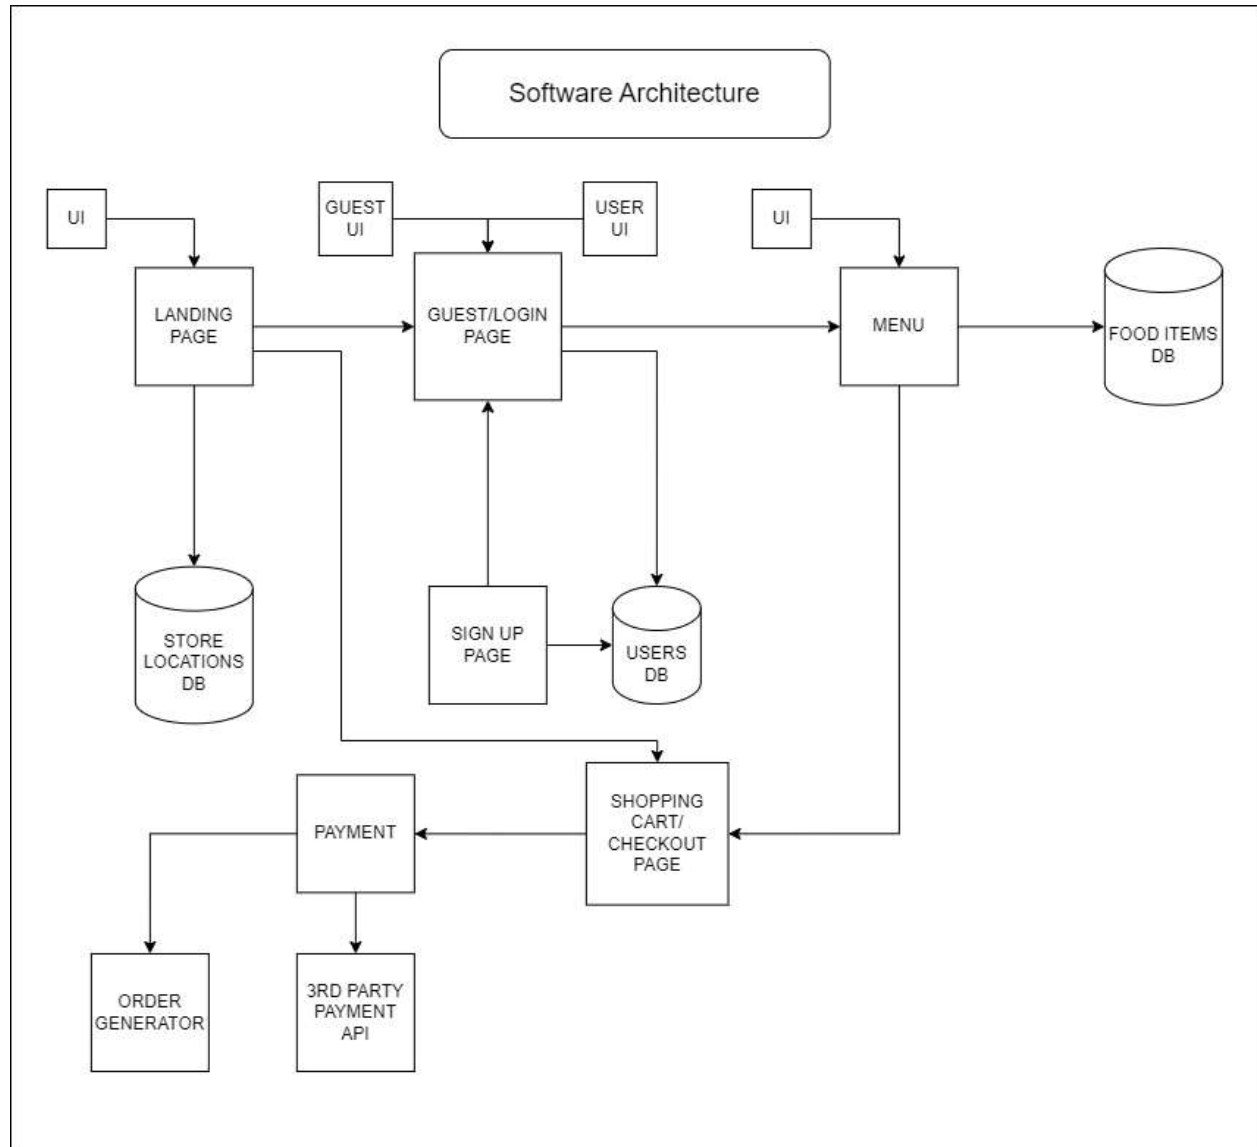 Software Architecture
UI
GUEST
UI
USER
UI
UI
LANDING
PAGE
GUEST/LOGIN
PAGE
MENU
FOOD ITEMS
DB
STORE
LOCATIONS
DB
SIGN UP
PAGE
USERS
DB
PAYMENT
SHOPPING
CART/
CHECKOUT
PAGE
ORDER
GENERATOR
3RD PARTY
PAYMENT
API